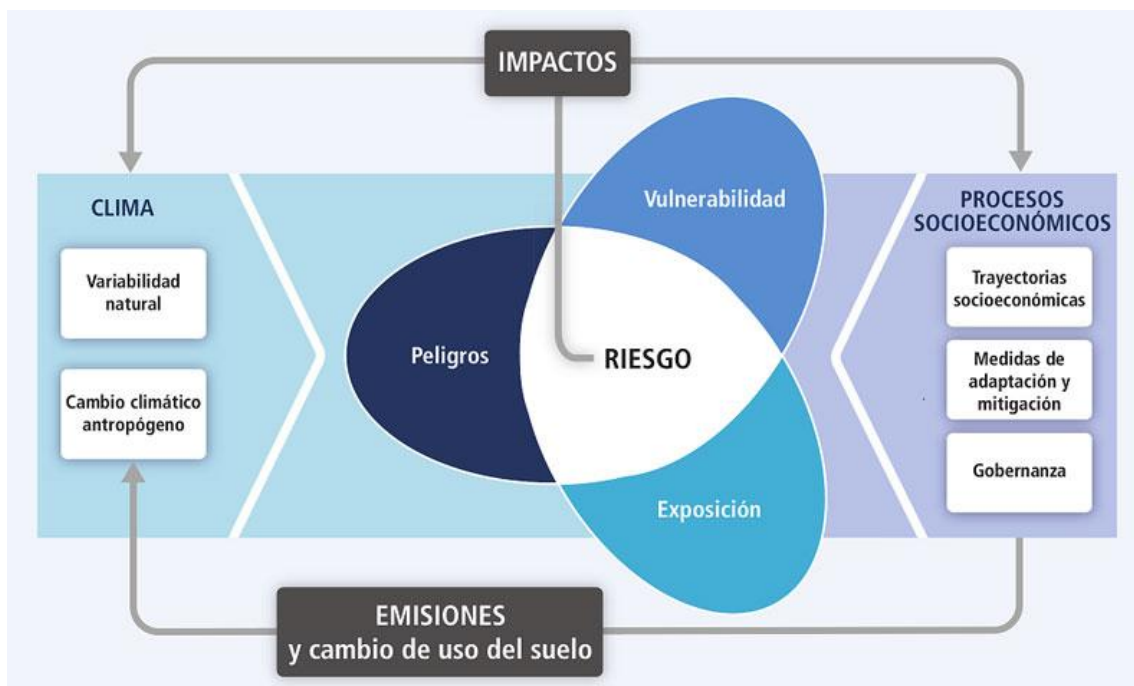 IMPACTOS
CLIMA
Variabilidad
natural
Cambio climático
antropógeno
Peligros
Vulnerabilidad
RIESGO
Exposición
PROCESOS
SOCIOECONÓMICOS
Trayectorias
socioeconómicas
Medidas de
adaptación y
mitigación
Gobernanza
EMISIONES
y cambio de uso del suelo